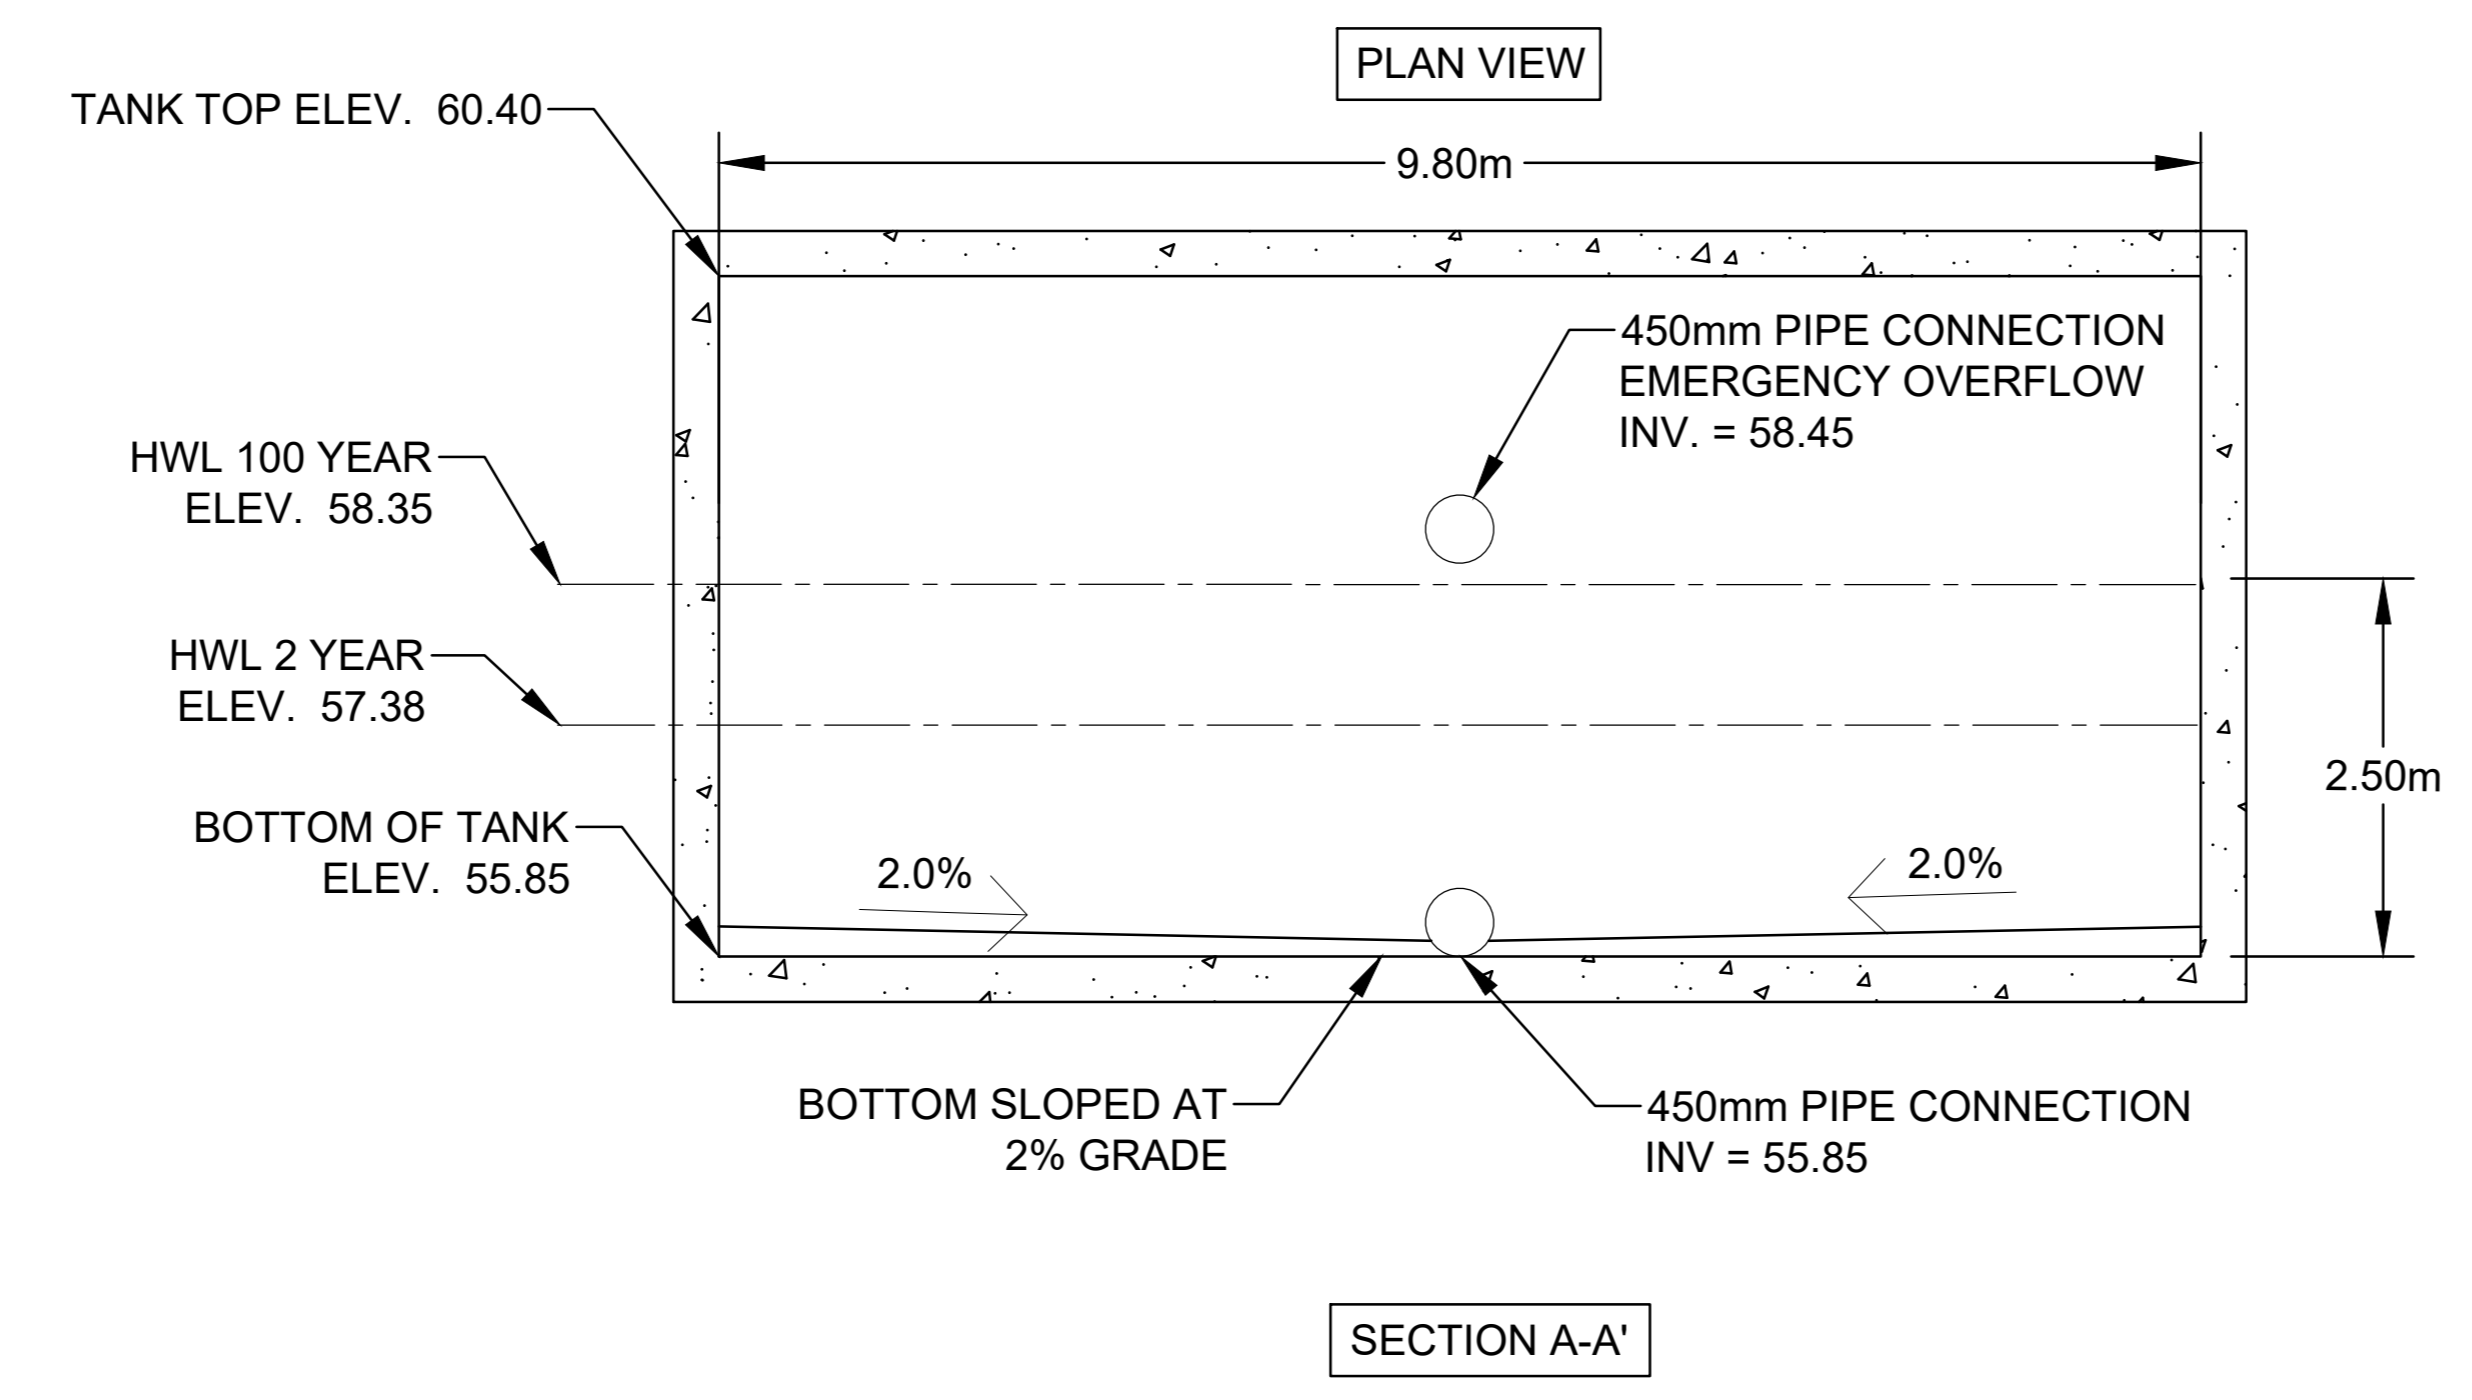 PLAN VIEW
TANK TOP ELEV. 60.40
9.80m
450mm PIPE CONNECTION
EMERGENCY OVERFLOW
INV. = 58.45
HWL 100 YEAR
ELEV. 58.35
HWL 2 YEAR
ELEV. 57.38
2.50m
BOTTOM OF TANK
ELEV. 55.85
2.0%
2.0%
BOTTOM SLOPED AT
2% GRADE
450mm PIPE CONNECTION
INV = 55.85
SECTION A-A'